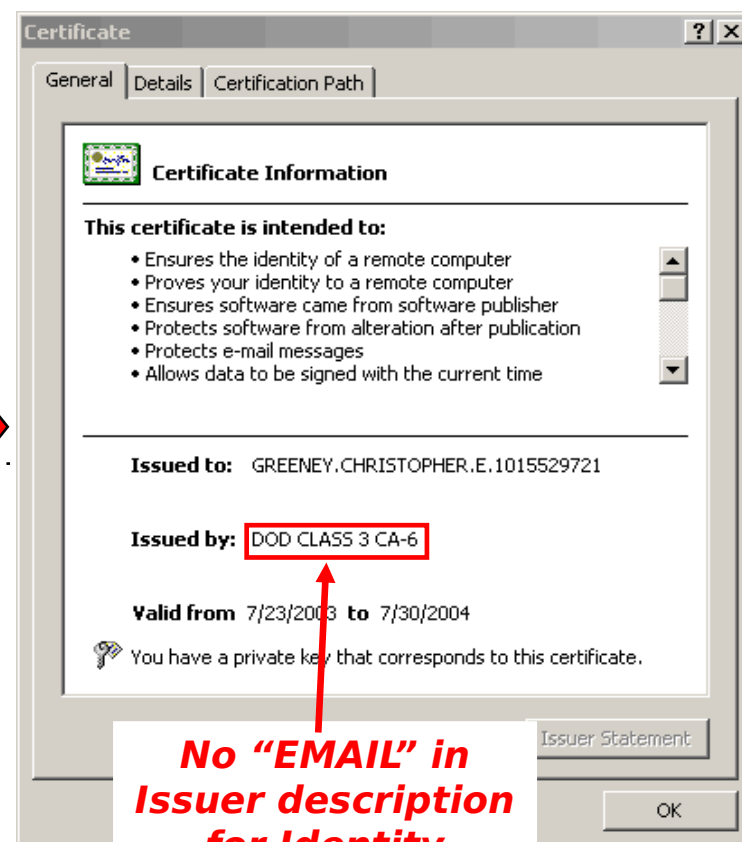 Certificate
General Details Certification Path
Certificate Information
This certificate is intended to:
• Ensures the identity of a remote computer
• Proves your identity to a remote computer
• Ensures software came from software publisher
• Protects software from alteration after publication
• Protects e-mail messages
• Allows data to be signed with the current time
Issued to: GREENEY.CHRISTOPHER.E.1015529721
Issued by: DOD CLASS 3 CA-6
Valid from 7/23/2003 to 7/30/2004
You have a private key that corresponds to this certificate.
Issuer Statement
No “EMAIL” in
Issuer description
for Identity
OK